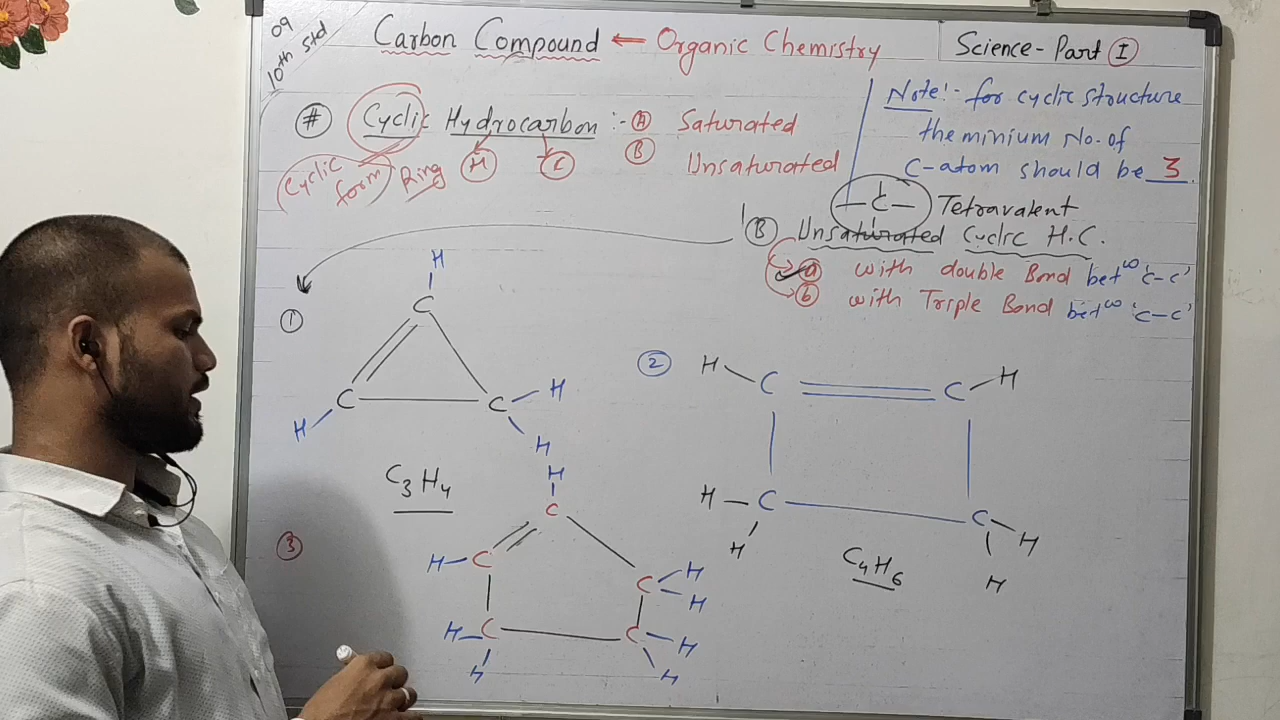 09
10th std
Carbon Compound ← Organic Chemistry
Science - Part I
# Cyclic Hydrocarbon :- A Saturated
B Unsaturated
Cyclic form Ring H C
Note:- for cyclic structure
the minium No. of
C-atom should be 3.
-C- Tetravalent
B Unsaturated Cyclic H.C.
a with double Bond betw 'c-c'
b with Triple Bond betw 'c-c'
1
H
C
C C H
H H
C3H4
2
H C C H
H C C H
H H
C4H6
3
H
C
H C
C H
H
H C C H
H H